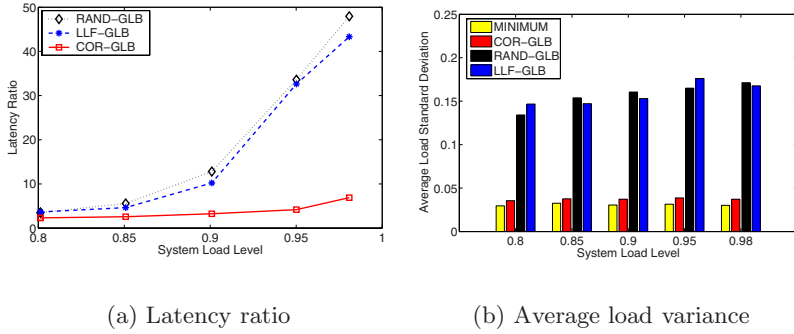 50
40
30
20
10
0
Latency Ratio
RAND-GLB
LLF-GLB
COR-GLB
0.8 0.85 0.9 0.95 1
System Load Level
(a) Latency ratio
0.25
0.2
0.15
0.1
0.05
0
Average Load Standard Deviation
MINIMUM
COR-GLB
RAND-GLB
LLF-GLB
0.8 0.85 0.9 0.95 0.98
System Load Level
(b) Average load variance